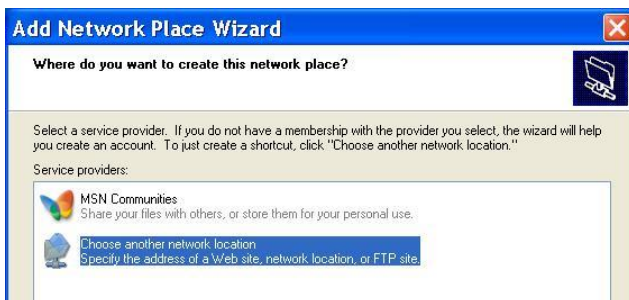 Add Network Place Wizard
Where do you want to create this network place?
Select a service provider. If you do not have a membership with the provider you select, the wizard will help
you create an account. To just create a shortcut, click "Choose another network location."
Service providers:
MSN Communities
Share your files with others, or store them for your personal use.
Choose another network location
Specify the address of a Web site, network location, or FTP site.